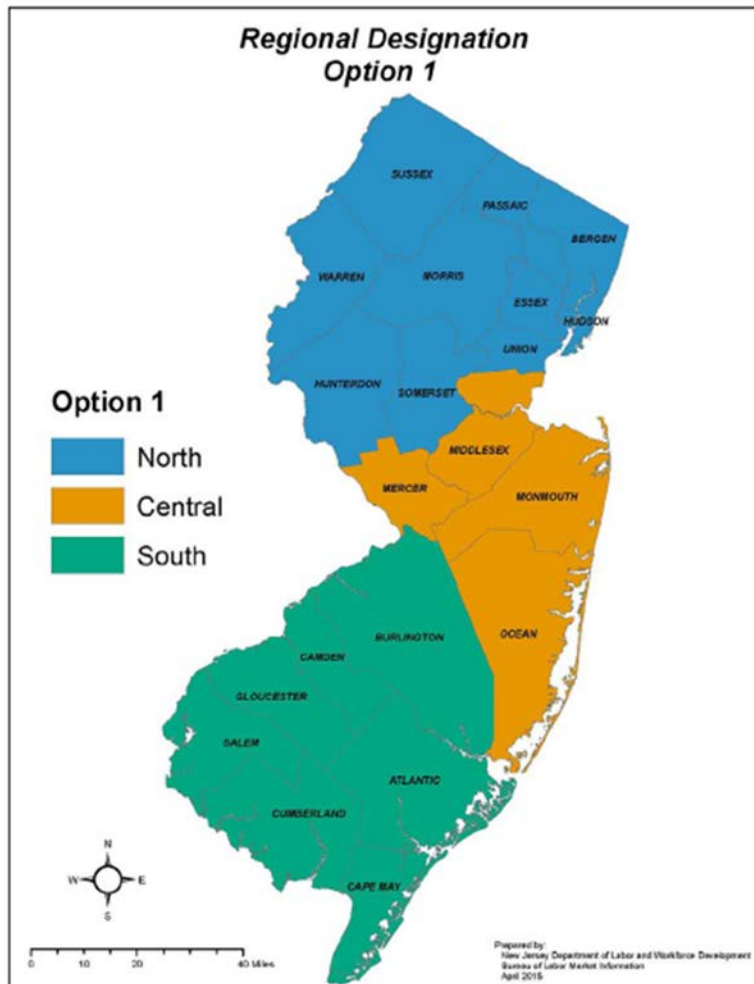 Regional Designation
Option 1
SUSSEX
PASSAIC
BERGEN
WARREN
MORRIS
ESSEX
HUDSON
UNION
HUNTERDON
SOMERSET
Option 1
North
Central
South
MIDDLESEX
MERCER
MONMOUTH
OCEAN
BURLINGTON
CAMDEN
GLOUCESTER
SALEM
ATLANTIC
CUMBERLAND
CAPE MAY
N
W E
S
0 10 20 40 Miles
Prepared by:
New Jersey Department of Labor and Workforce Development
Bureau of Labor Market Information
April 2015